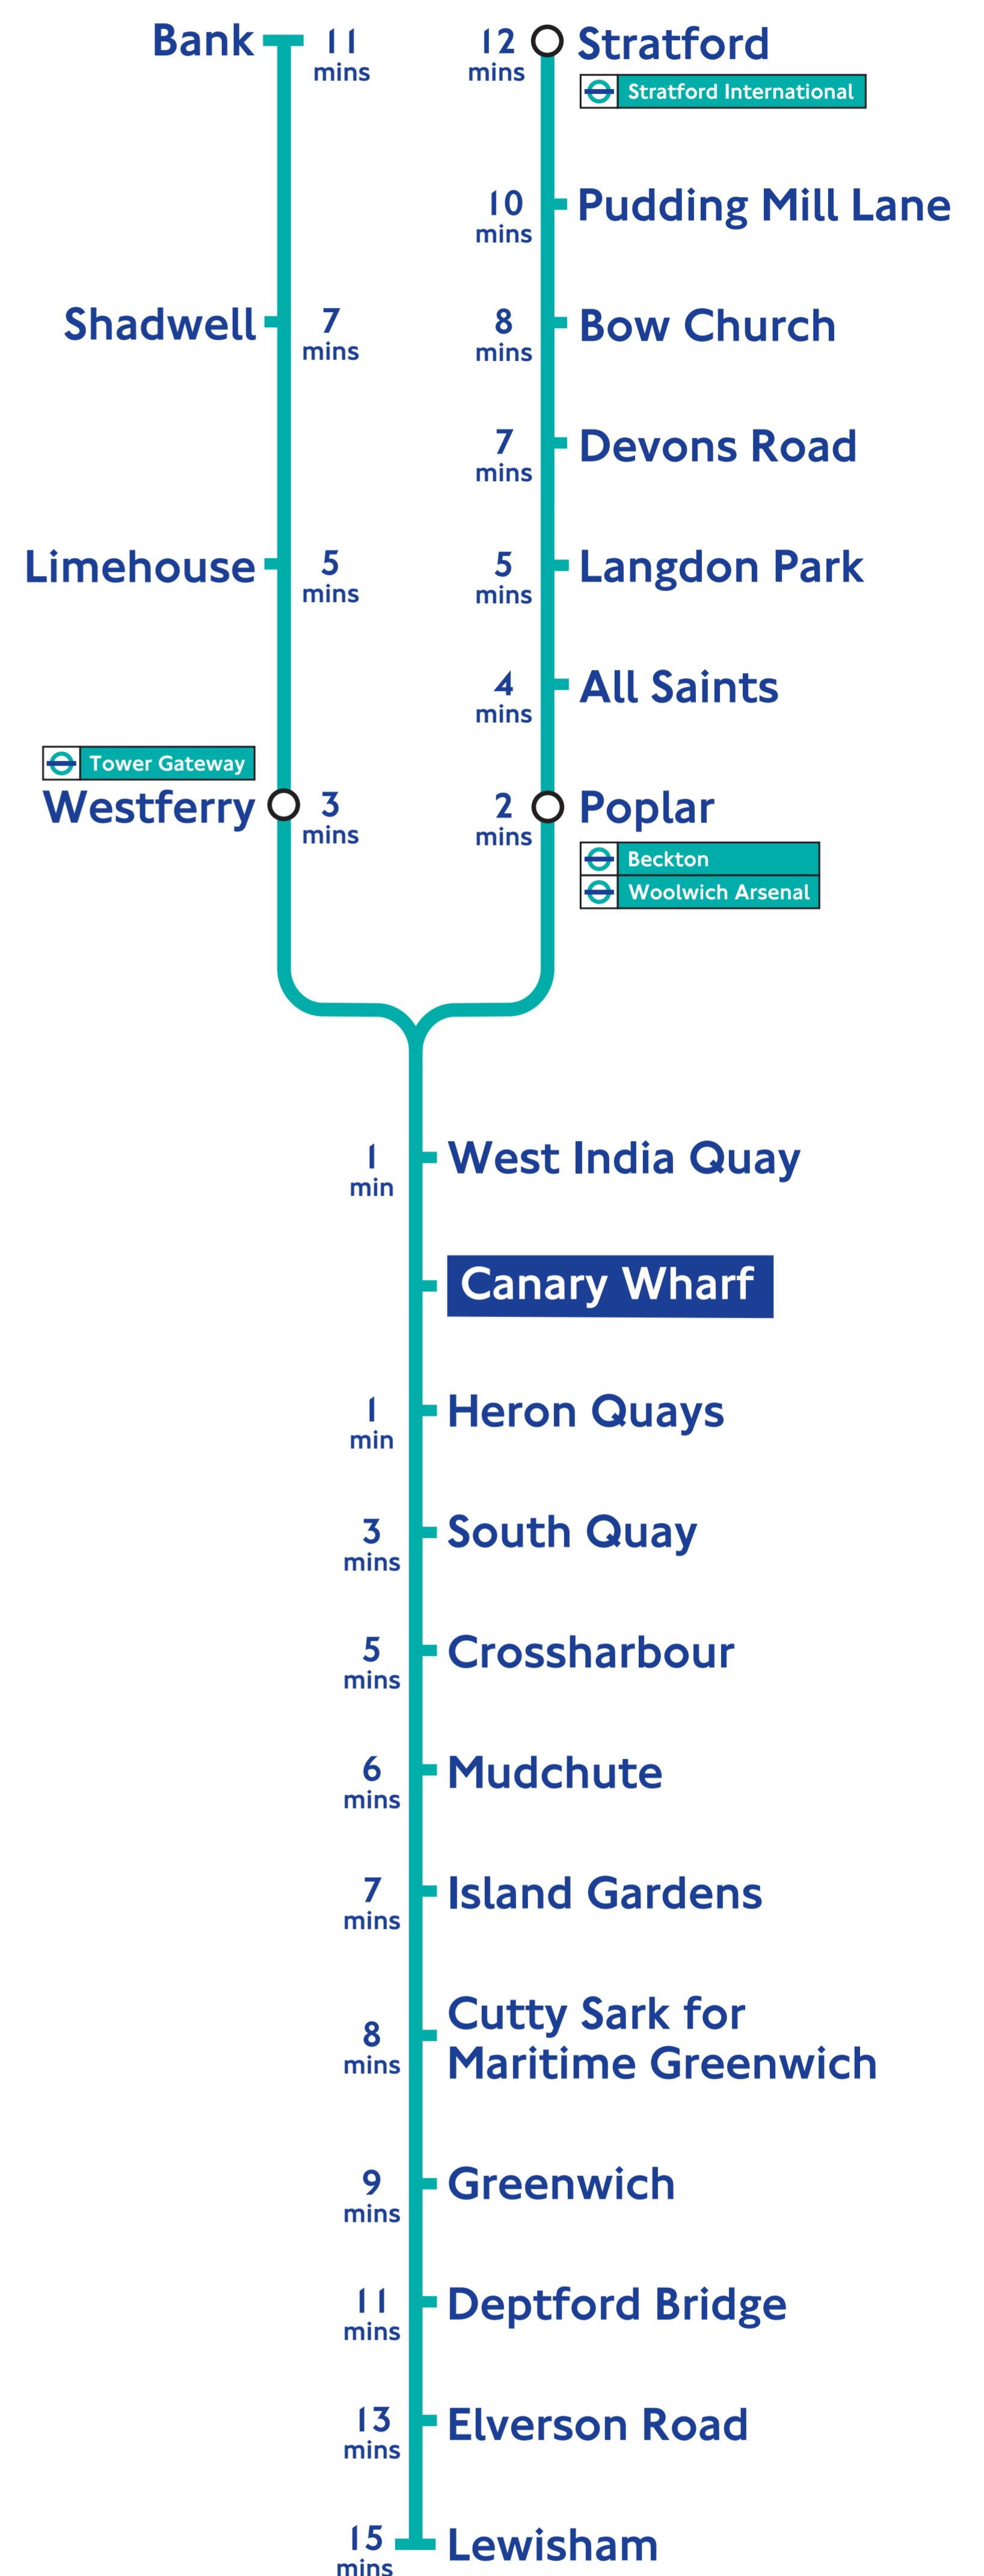 Bank
11
mins
12
mins
Stratford
Stratford International
10
mins
Pudding Mill Lane
Shadwell
7
mins
8
mins
Bow Church
7
mins
Devons Road
Limehouse
5
mins
5
mins
Langdon Park
4
mins
All Saints
Tower Gateway
Westferry
3
mins
2
mins
Poplar
Beckton
Woolwich Arsenal
1
min
West India Quay
Canary Wharf
1
min
Heron Quays
3
mins
South Quay
5
mins
Crossharbour
6
mins
Mudchute
7
mins
Island Gardens
8
mins
Cutty Sark for
Maritime Greenwich
9
mins
Greenwich
11
mins
Deptford Bridge
13
mins
Elverson Road
15
mins
Lewisham